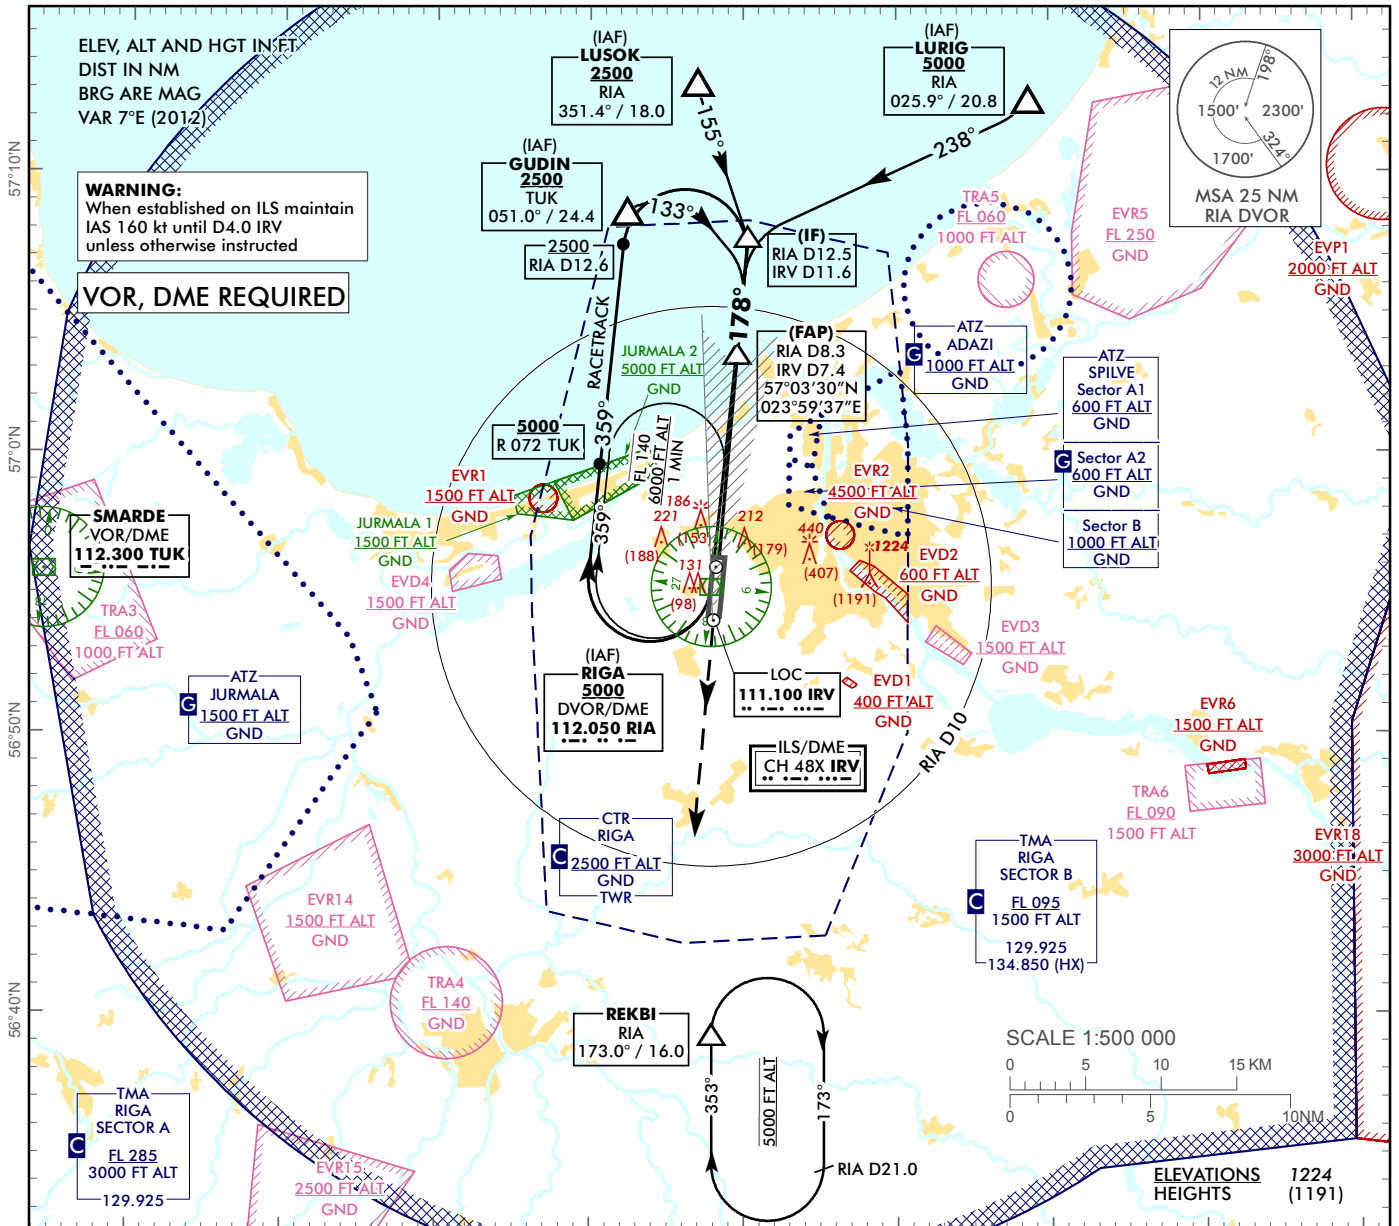 ELEV, ALT AND HGT IN FT
DIST IN NM
BRG ARE MAG
VAR 7°E (2012)
WARNING:
When established on ILS maintain
IAS 160 kt until D4.0 IRV
unless otherwise instructed
VOR, DME REQUIRED
(IAF)
LUSOK
2500
RIA
351.4° / 18.0
(IAF)
LURIG
5000
RIA
025.9° / 20.8
(IAF)
GUDIN
2500
TUK
051.0° / 24.4
2500
RIA D12.6
155°
238°
133°
(IF)
RIA D12.5
IRV D11.6
178°
(FAP)
RIA D8.3
IRV D7.4
57°03'30"N
023°59'37"E
12 NM
198°
1500'
2300'
1700'
324°
MSA 25 NM
RIA DVOR
TRA5
FL 060
1000 FT ALT
EVR5
FL 250
GND
EVP1
2000 FT ALT
GND
G
ATZ
ADAZI
1000 FT ALT
GND
ATZ
SPILVE
Sector A1
600 FT ALT
GND
G
Sector A2
600 FT ALT
GND
Sector B
1000 FT ALT
GND
57°10'N
57°0'N
56°50'N
56°40'N
RACETRACK
359°
359°
JURMALA 2
5000 FT ALT
GND
5000
R 072 TUK
FL 140
6000 FT ALT
1 MIN
EVR1
1500 FT ALT
GND
JURMALA 1
1500 FT ALT
GND
EVD4
1500 FT ALT
GND
EVR2
4500 FT ALT
GND
186
(153)
221
(188)
212
(179)
131
(98)
440
(407)
1224
(1191)
27
9
EVD2
600 FT ALT
GND
EVD3
1500 FT ALT
GND
EVD1
400 FT ALT
GND
SMARDE
VOR/DME
112.300 TUK
TRA3
FL 060
1000 FT ALT
G
ATZ
JURMALA
1500 FT ALT
GND
(IAF)
RIGA
5000
DVOR/DME
112.050 RIA
LOC
111.100 IRV
ILS/DME
CH 48X IRV
RIA D10
EVR6
1500 FT ALT
GND
TRA6
FL 090
1500 FT ALT
EVR18
3000 FT ALT
GND
C
CTR
RIGA
2500 FT ALT
GND
TWR
C
TMA
RIGA
SECTOR B
FL 095
1500 FT ALT
129.925
134.850 (HX)
EVR14
1500 FT ALT
GND
TRA4
FL 140
GND
REKBI
RIA
173.0° / 16.0
353°
5000 FT ALT
173°
RIA D21.0
SCALE 1:500 000
0 5 10 15 KM
0 5 10NM
C
TMA
RIGA
SECTOR A
FL 285
3000 FT ALT
129.925
EVR15
2500 FT ALT
GND
ELEVATIONS 1224
HEIGHTS (1191)